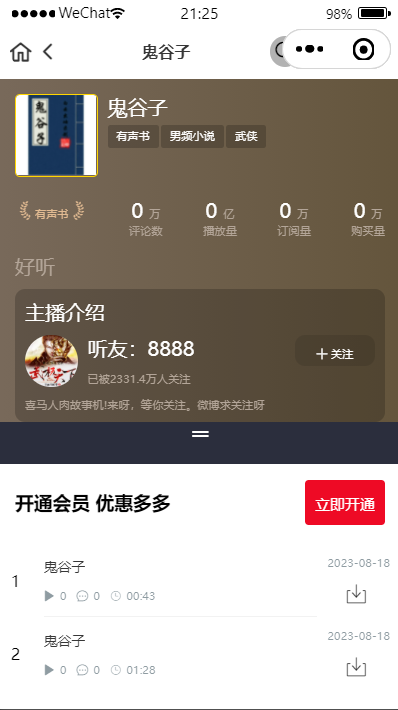 WeChat 21:25 98%
鬼谷子
鬼谷子
鬼谷子
有声书 男频小说 武侠
有声书
0 万 0 亿 0 万 0 万
评论数 播放量 订阅量 购买量
好听
主播介绍
听友：8888
已被2331.4万人关注
+关注
喜马人肉故事机!来呀，等你关注。微博求关注呀
开通会员 优惠多多
立即开通
1 鬼谷子 2023-08-18
0 0 00:43
2 鬼谷子 2023-08-18
0 0 01:28